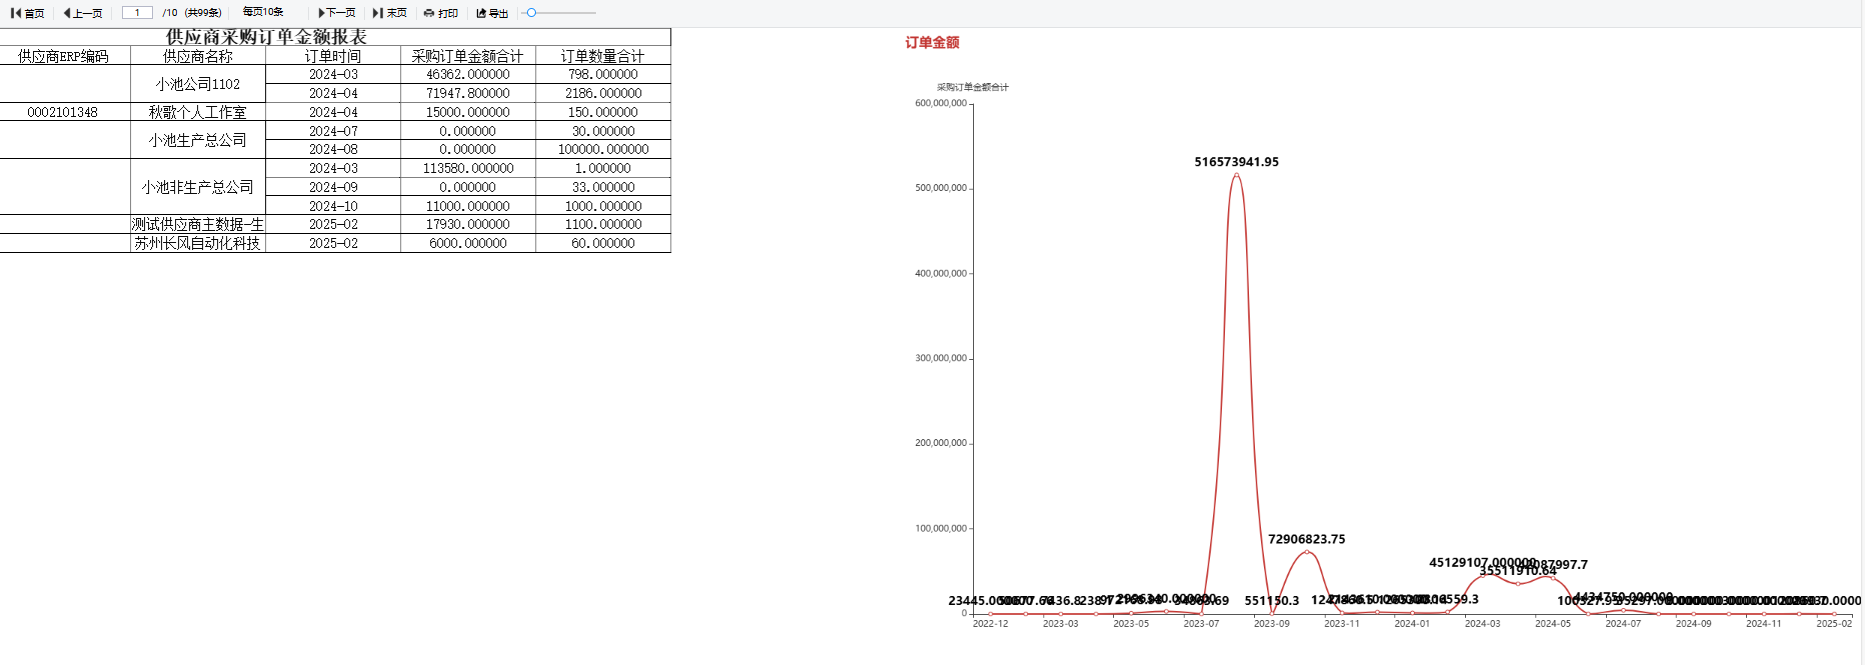 首页 上一页 1 /10 (共99条) 每页10条 下一页 末页 打印 导出
供应商采购订单金额报表
供应商ERP编码 供应商名称 订单时间 采购订单金额合计 订单数量合计
小池公司1102 2024-03 46362.000000 798.000000
2024-04 71947.800000 2186.000000
0002101348 秋歌个人工作室 2024-04 15000.000000 150.000000
小池生产总公司 2024-07 0.000000 30.000000
2024-08 0.000000 100000.000000
小池非生产总公司 2024-03 113580.000000 1.000000
2024-09 0.000000 33.000000
2024-10 11000.000000 1000.000000
测试供应商主数据-生 2025-02 17930.000000 1100.000000
苏州长风自动化科技 2025-02 6000.000000 60.000000
订单金额
采购订单金额合计
600,000,000
500,000,000
400,000,000
300,000,000
200,000,000
100,000,000
0
516573941.95
72906823.75
45129107.000000
35511910.64
551150.3
2022-12 2023-03 2023-05 2023-07 2023-09 2023-11 2024-01 2024-03 2024-05 2024-07 2024-09 2024-11 2025-02